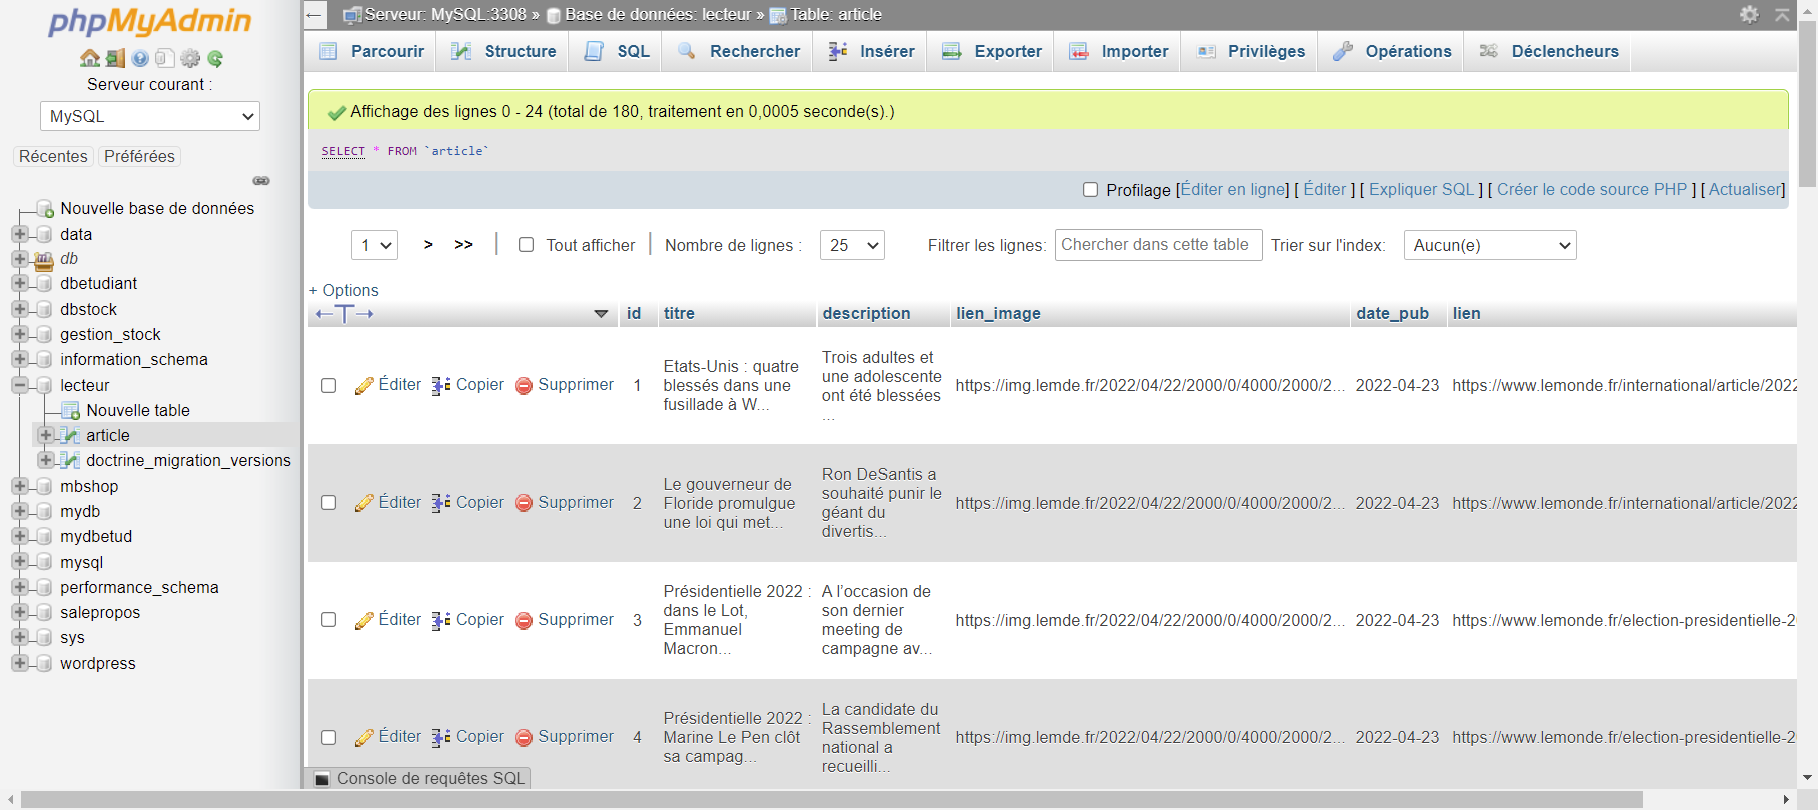 phpMyAdmin
Serveur courant :
MySQL
Récentes Préférées
Nouvelle base de données
data
db
dbetudiant
dbstock
gestion_stock
information_schema
lecteur
Nouvelle table
article
doctrine_migration_versions
mbshop
mydb
mydbetud
mysql
performance_schema
salepropos
sys
wordpress
Serveur: MySQL:3308 » Base de données: lecteur » Table: article
Parcourir Structure SQL Rechercher Insérer Exporter Importer Privilèges Opérations Déclencheurs
Affichage des lignes 0 - 24 (total de 180, traitement en 0,0005 seconde(s).)
SELECT * FROM `article`
Profilage [Éditer en ligne] [ Éditer ] [ Expliquer SQL ] [ Créer le code source PHP ] [ Actualiser]
1 > >> | Tout afficher | Nombre de lignes : 25 Filtrer les lignes: Chercher dans cette table Trier sur l'index: Aucun(e)
+ Options
←T→ id titre description lien_image date_pub lien
Éditer Copier Supprimer 1
Etats-Unis : quatre
blessés dans une
fusillade à W...
Trois adultes et
une adolescente
ont été blessées
...
https://img.lemde.fr/2022/04/22/2000/0/4000/2000/2... 2022-04-23 https://www.lemonde.fr/international/article/2022
Éditer Copier Supprimer 2
Le gouverneur de
Floride promulgue
une loi qui met...
Ron DeSantis a
souhaité punir le
géant du
divertis...
https://img.lemde.fr/2022/04/22/2000/0/4000/2000/2... 2022-04-23 https://www.lemonde.fr/international/article/2022
Éditer Copier Supprimer 3
Présidentielle 2022 :
dans le Lot,
Emmanuel
Macron...
A l’occasion de
son dernier
meeting de
campagne av...
https://img.lemde.fr/2022/04/22/2000/0/4000/2000/2... 2022-04-23 https://www.lemonde.fr/election-presidentielle-2
Éditer Copier Supprimer 4
Présidentielle 2022 :
Marine Le Pen clôt
sa campag...
La candidate du
Rassemblement
national a
recueilli...
https://img.lemde.fr/2022/04/22/2000/0/4000/2000/2... 2022-04-23 https://www.lemonde.fr/election-presidentielle-2
Console de requêtes SQL